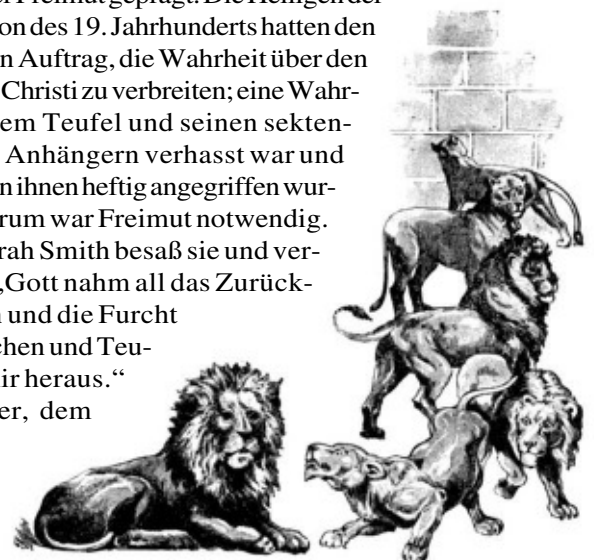 Freimut geprägt. Die Heiligen der
on des 19. Jahrhunderts hatten den
n Auftrag, die Wahrheit über den
Christi zu verbreiten; eine Wahr-
em Teufel und seinen sekten-
Anhängern verhasst war und
n ihnen heftig angegriffen wur-
rum war Freimut notwendig.
rah Smith besaß sie und ver-
„Gott nahm all das Zurück-
und die Furcht
chen und Teu-
ir heraus.“
er, dem